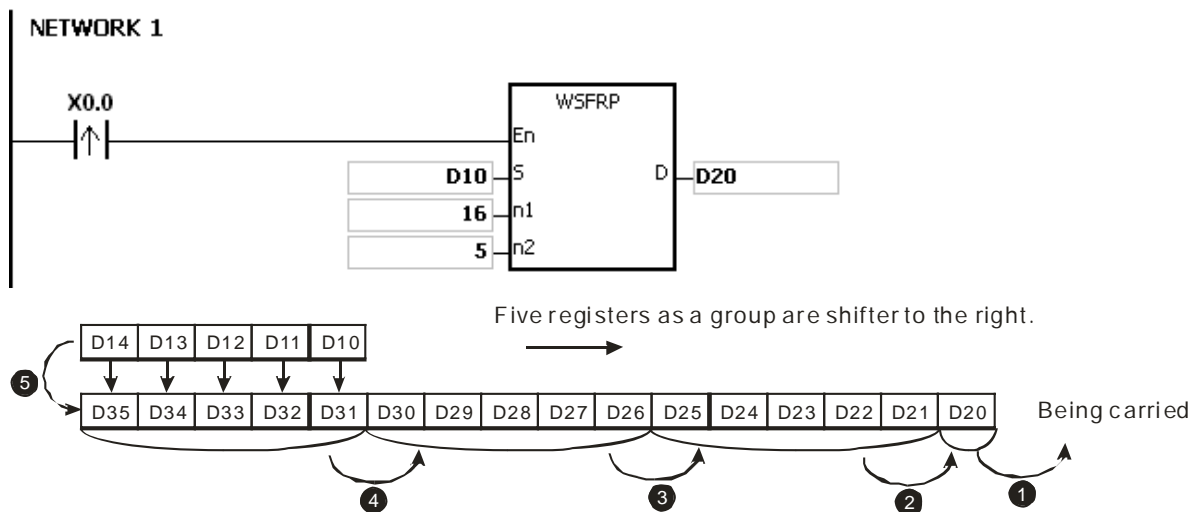 NETWORK 1
X0.0
WSFRP
En
D10 S D D20
16 n1
5 n2
Five registers as a group are shifter to the right.
D14 D13 D12 D11 D10
5
D35 D34 D33 D32 D31 D30 D29 D28 D27 D26 D25 D24 D23 D22 D21 D20 Being carried
4 3 2 1